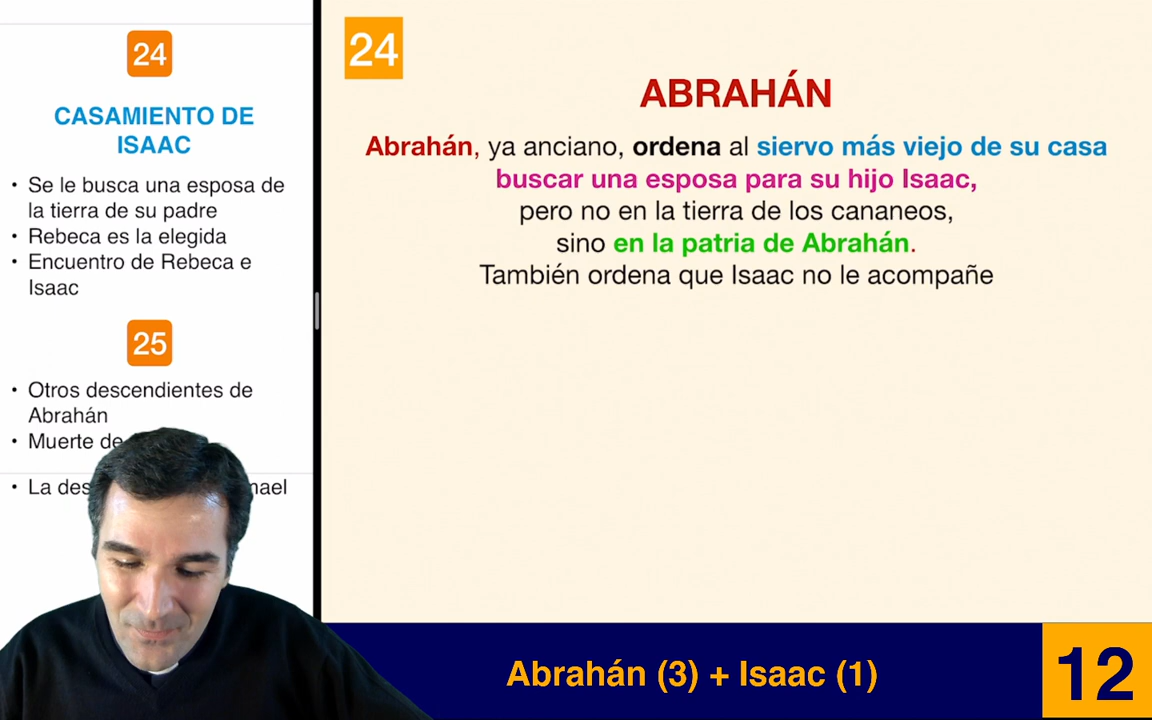 24
CASAMIENTO DE
ISAAC
• Se le busca una esposa de
la tierra de su padre
• Rebeca es la elegida
• Encuentro de Rebeca e
Isaac
25
• Otros descendientes de
Abrahán
• Muerte de
• La
24
ABRAHÁN
Abrahán, ya anciano, ordena al siervo más viejo de su casa
buscar una esposa para su hijo Isaac,
pero no en la tierra de los cananeos,
sino en la patria de Abrahán.
También ordena que Isaac no le acompañe
Abrahán (3) + Isaac (1)
12